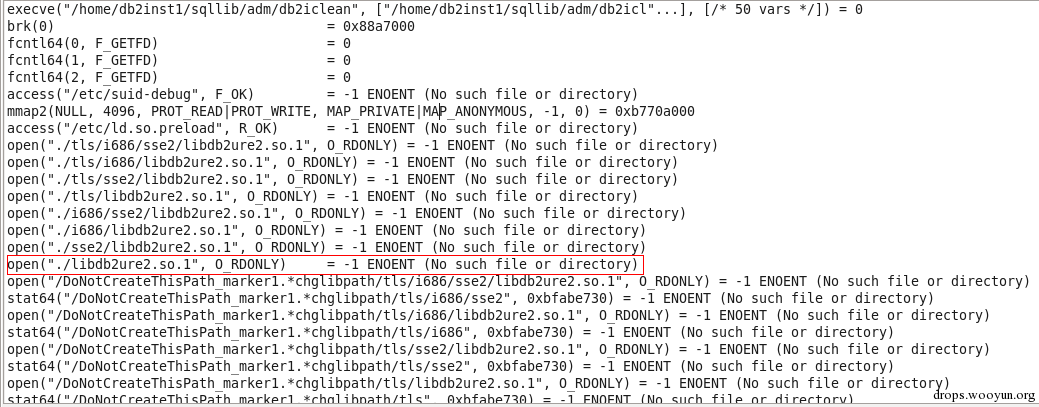 execve("/home/db2inst1/sqllib/adm/db2iclean", ["/home/db2inst1/sqllib/adm/db2icl"...], [/* 50 vars */]) = 0
brk(0)                                  = 0x88a7000
fcntl64(0, F_GETFD)                     = 0
fcntl64(1, F_GETFD)                     = 0
fcntl64(2, F_GETFD)                     = 0
access("/etc/suid-debug", F_OK)         = -1 ENOENT (No such file or directory)
mmap2(NULL, 4096, PROT_READ|PROT_WRITE, MAP_PRIVATE|MAP_ANONYMOUS, -1, 0) = 0xb770a000
access("/etc/ld.so.preload", R_OK)      = -1 ENOENT (No such file or directory)
open("./tls/i686/sse2/libdb2ure2.so.1", O_RDONLY) = -1 ENOENT (No such file or directory)
open("./tls/i686/libdb2ure2.so.1", O_RDONLY) = -1 ENOENT (No such file or directory)
open("./tls/sse2/libdb2ure2.so.1", O_RDONLY) = -1 ENOENT (No such file or directory)
open("./tls/libdb2ure2.so.1", O_RDONLY) = -1 ENOENT (No such file or directory)
open("./i686/sse2/libdb2ure2.so.1", O_RDONLY) = -1 ENOENT (No such file or directory)
open("./i686/libdb2ure2.so.1", O_RDONLY) = -1 ENOENT (No such file or directory)
open("./sse2/libdb2ure2.so.1", O_RDONLY) = -1 ENOENT (No such file or directory)
open("./libdb2ure2.so.1", O_RDONLY)     = -1 ENOENT (No such file or directory)
open("/DoNotCreateThisPath_marker1.*chglibpath/tls/i686/sse2/libdb2ure2.so.1", O_RDONLY) = -1 ENOENT (No such file or directory)
stat64("/DoNotCreateThisPath_marker1.*chglibpath/tls/i686/sse2", 0xbfabe730) = -1 ENOENT (No such file or directory)
open("/DoNotCreateThisPath_marker1.*chglibpath/tls/i686/libdb2ure2.so.1", O_RDONLY) = -1 ENOENT (No such file or directory)
stat64("/DoNotCreateThisPath_marker1.*chglibpath/tls/i686", 0xbfabe730) = -1 ENOENT (No such file or directory)
open("/DoNotCreateThisPath_marker1.*chglibpath/tls/sse2/libdb2ure2.so.1", O_RDONLY) = -1 ENOENT (No such file or directory)
stat64("/DoNotCreateThisPath_marker1.*chglibpath/tls/sse2", 0xbfabe730) = -1 ENOENT (No such file or directory)
open("/DoNotCreateThisPath_marker1.*chglibpath/tls/libdb2ure2.so.1", O_RDONLY) = -1 ENOENT (No such file or directory)
stat64("/DoNotCreateThisPath_marker1.*chglibpath/tls", 0xbfabe730) = -1 ENOENT (No such file or directory)
drops.wooyun.org